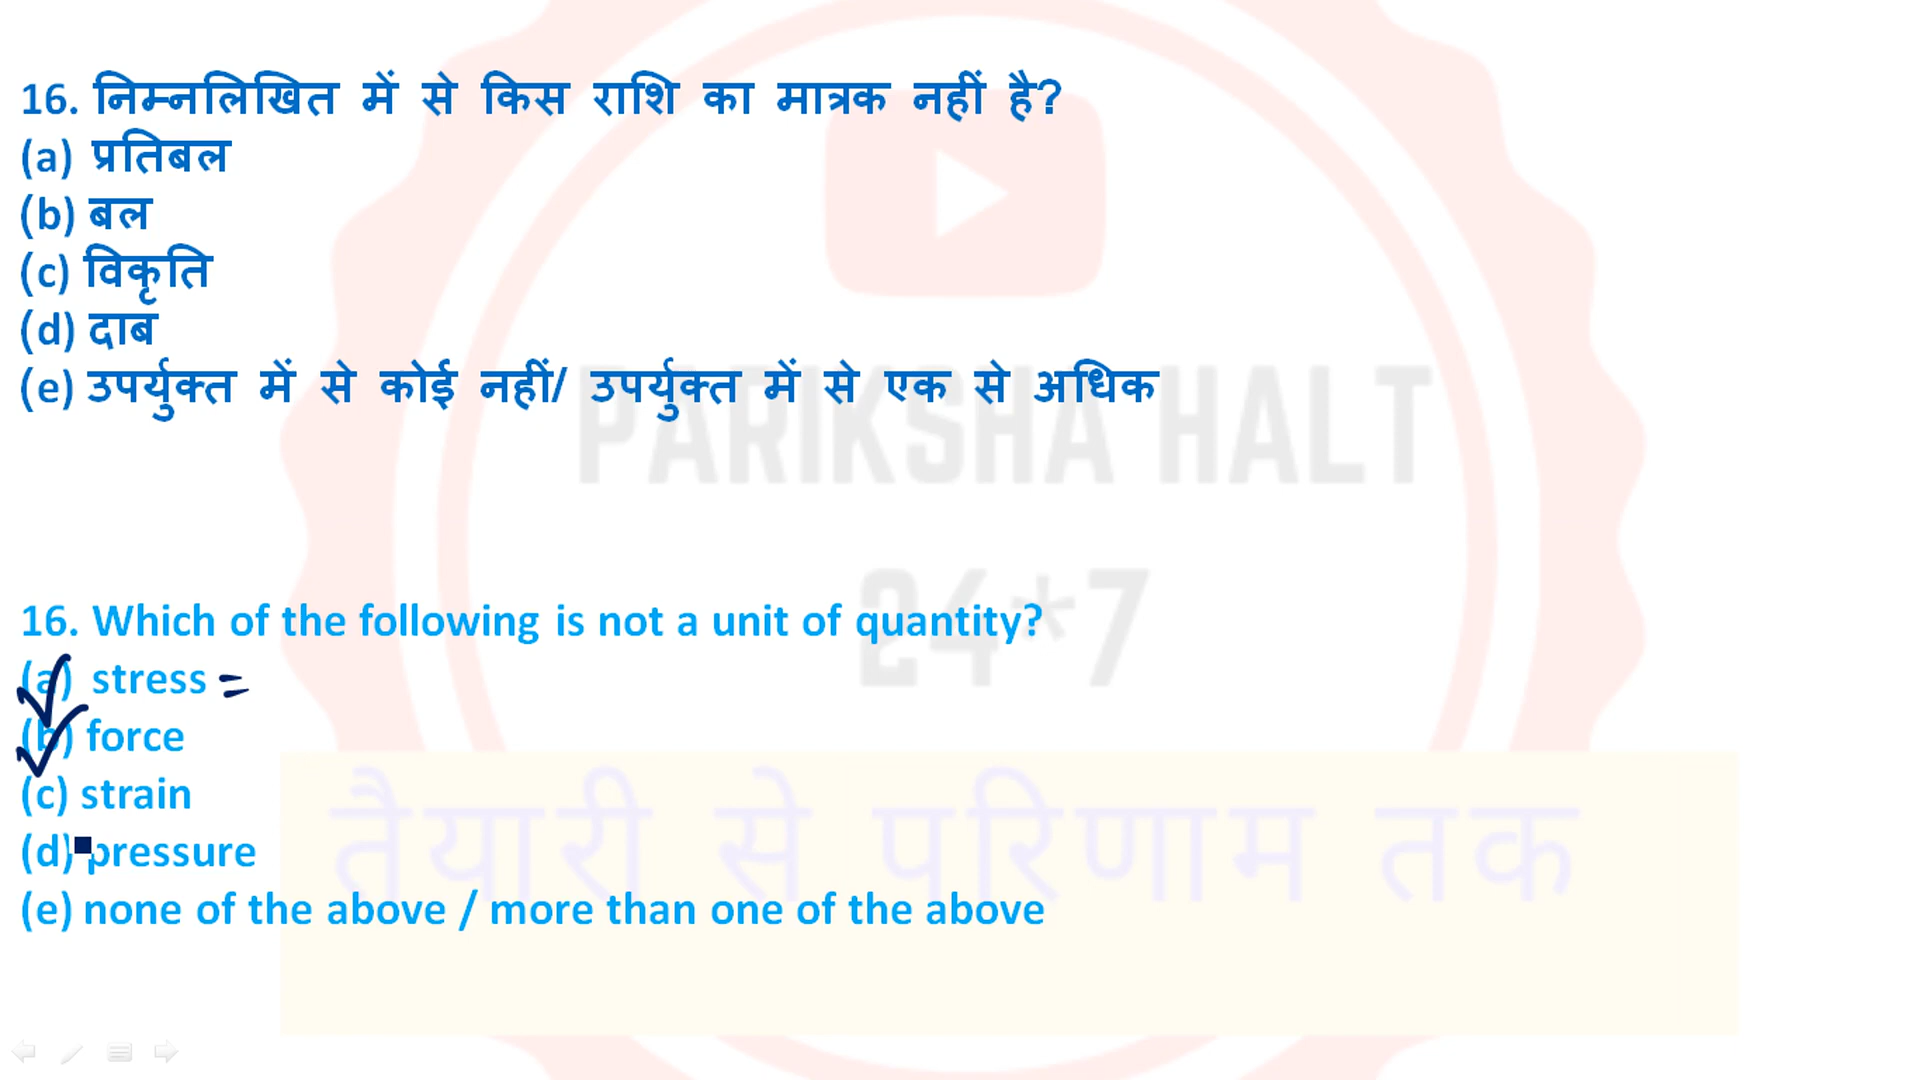 16. निम्नलिखित में से किस राशि का मात्रक नहीं है?
(a) प्रतिबल
(b) बल
(c) विकृति
(d) दाब
(e) उपर्युक्त में से कोई नहीं/ उपर्युक्त में से एक से अधिक
PARIKSHA HALT
24*7
16. Which of the following is not a unit of quantity?
(a) stress =
(b) force
(c) strain
(d) pressure
(e) none of the above / more than one of the above
तैयारी से परिणाम तक